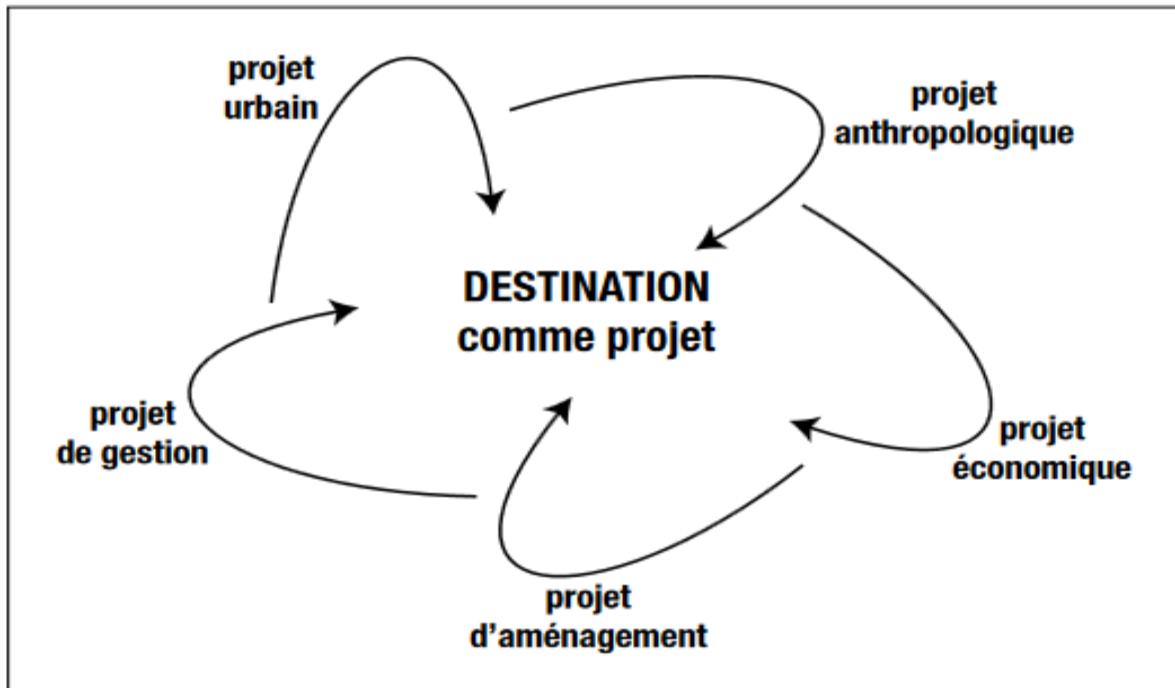 projet
urbain
projet
anthropologique
DESTINATION
comme projet
projet
de gestion
projet
économique
projet
d’aménagement